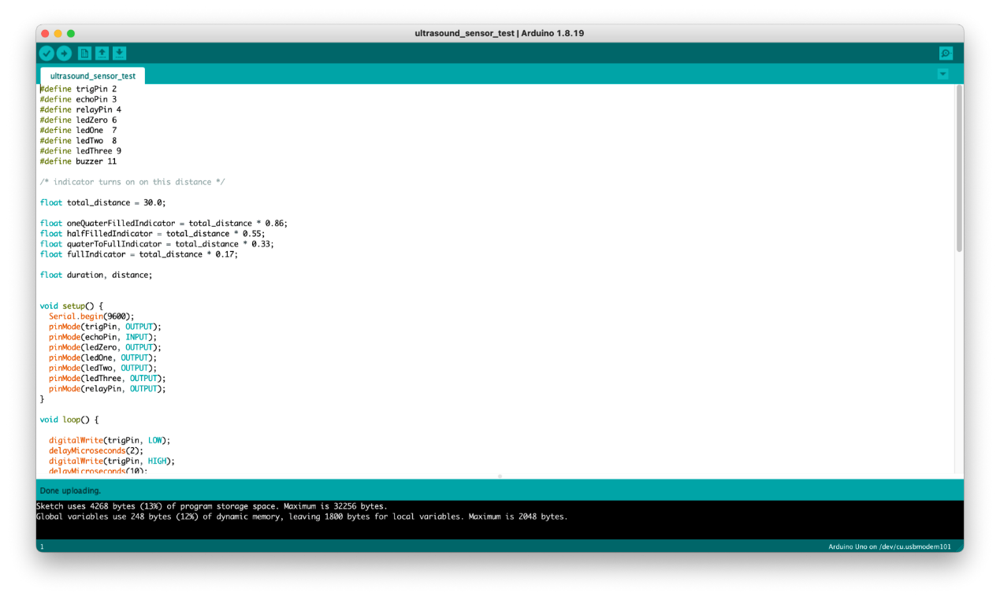 ultrasound_sensor_test | Arduino 1.8.19
ultrasound_sensor_test
#define trigPin 2
#define echoPin 3
#define relayPin 4
#define ledZero 6
#define ledOne  7
#define ledTwo  8
#define ledThree 9
#define buzzer 11
/* indicator turns on on this distance */
float total_distance = 30.0;
float oneQuaterFilledIndicator = total_distance * 0.86;
float halfFilledIndicator = total_distance * 0.55;
float quaterToFullIndicator = total_distance * 0.33;
float fullIndicator = total_distance * 0.17;
float duration, distance;
void setup() {
  Serial.begin(9600);
  pinMode(trigPin, OUTPUT);
  pinMode(echoPin, INPUT);
  pinMode(ledZero, OUTPUT);
  pinMode(ledOne, OUTPUT);
  pinMode(ledTwo, OUTPUT);
  pinMode(ledThree, OUTPUT);
  pinMode(relayPin, OUTPUT);
}
void loop() {
  digitalWrite(trigPin, LOW);
  delayMicroseconds(2);
  digitalWrite(trigPin, HIGH);
  delayMicroseconds(10);
Done uploading.
Sketch uses 4268 bytes (13%) of program storage space. Maximum is 32256 bytes.
Global variables use 248 bytes (12%) of dynamic memory, leaving 1800 bytes for local variables. Maximum is 2048 bytes.
1
Arduino Uno on /dev/cu.usbmodem101